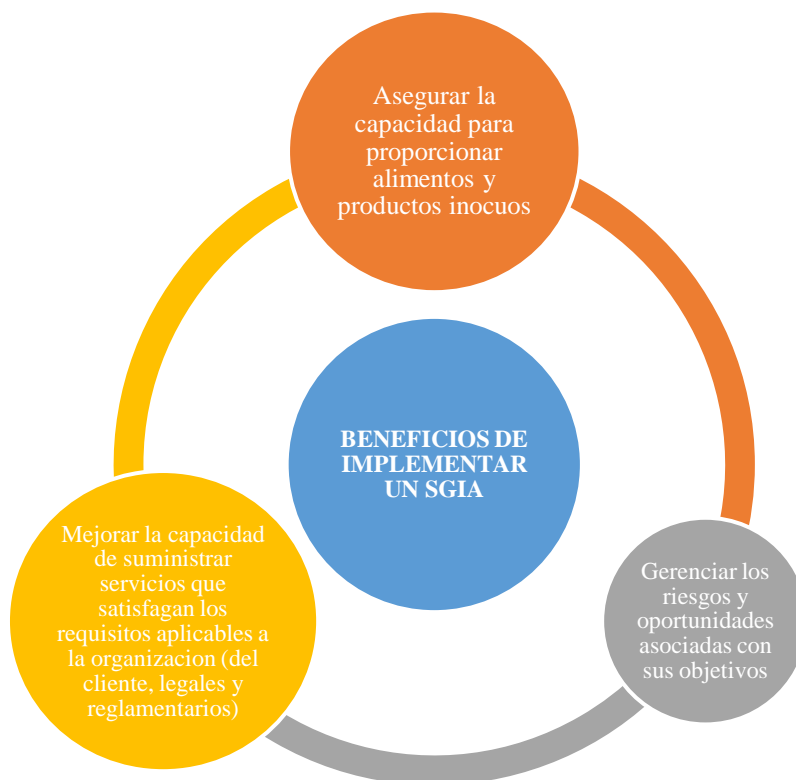 Asegurar la
capacidad para
proporcionar
alimentos y
productos inocuos
BENEFICIOS DE
IMPLEMENTAR
UN SGIA
Mejorar la capacidad
de suministrar
servicios que
satisfagan los
requisitos aplicables a
la organizacion (del
cliente, legales y
reglamentarios)
Gerenciar los
riesgos y
oportunidades
asociadas con
sus objetivos